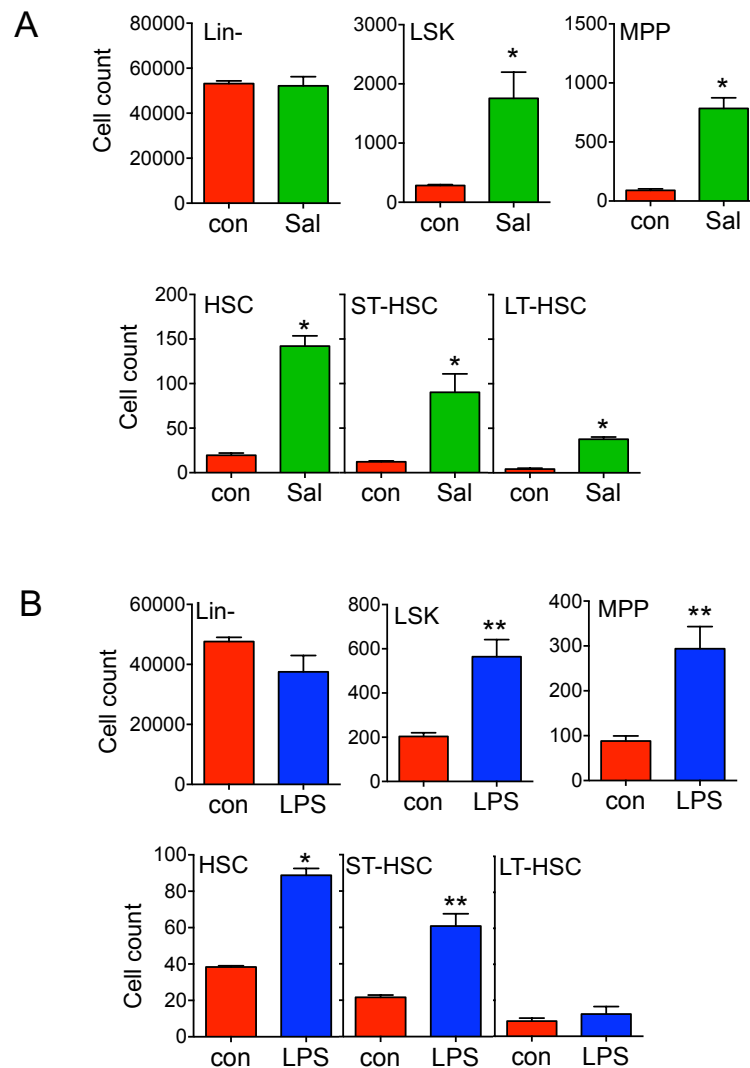 A
Cell count
80000
60000
40000
20000
0
Lin-
con Sal
3000
2000
1000
0
LSK
*
con Sal
1500
1000
500
0
MPP
*
con Sal
Cell count
200
150
100
50
0
HSC
*
con Sal
ST-HSC
*
con Sal
LT-HSC
*
con Sal
B
Cell count
60000
40000
20000
0
Lin-
con LPS
800
600
400
200
0
LSK
**
con LPS
400
300
200
100
0
MPP
**
con LPS
Cell count
100
80
60
40
20
0
HSC
*
con LPS
ST-HSC
**
con LPS
LT-HSC
con LPS